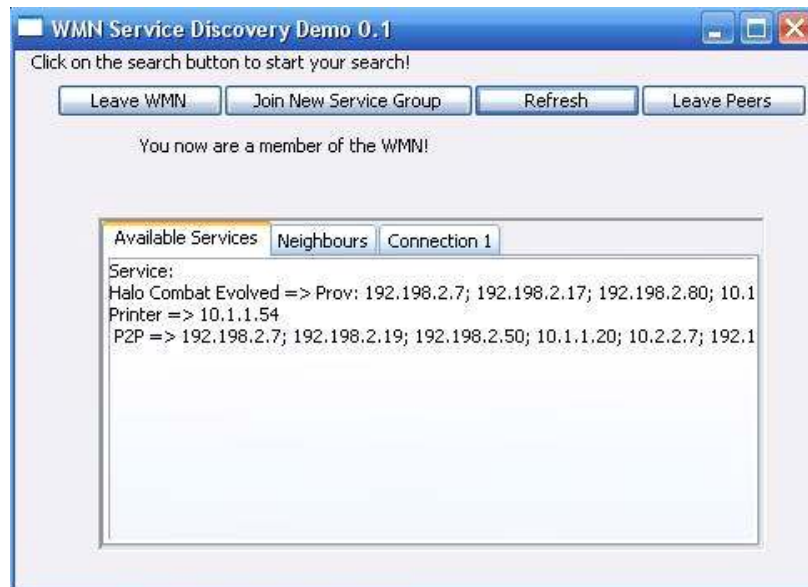 WMN Service Discovery Demo 0.1
Click on the search button to start your search!
Leave WMN Join New Service Group Refresh Leave Peers
You now are a member of the WMN!
Available Services Neighbours Connection 1
Service:
Halo Combat Evolved => Prov: 192.198.2.7; 192.198.2.17; 192.198.2.80; 10.1
Printer => 10.1.1.54
P2P => 192.198.2.7; 192.198.2.19; 192.198.2.50; 10.1.1.20; 10.2.2.7; 192.1